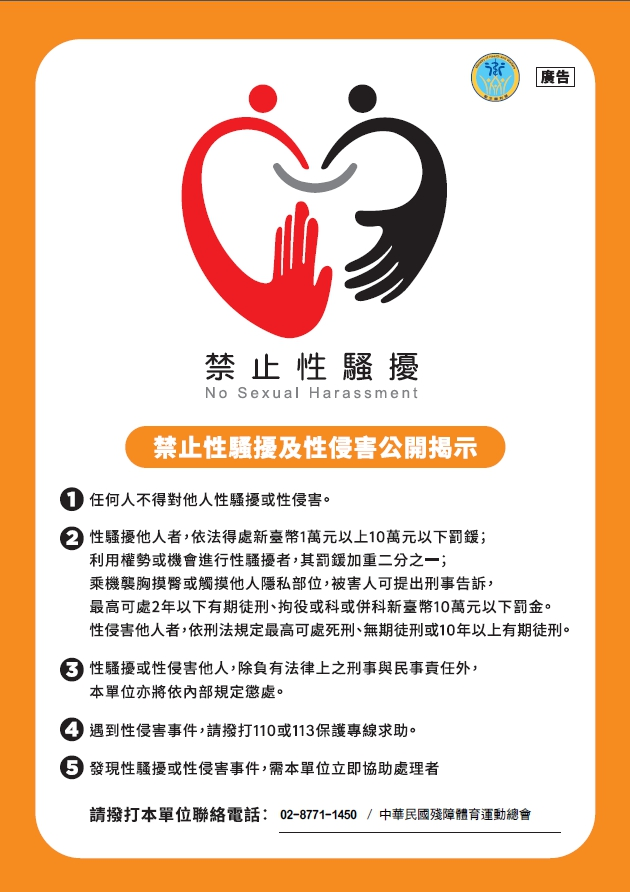 廣告
禁止性騷擾
No Sexual Harassment
禁止性騷擾及性侵害公開揭示
1 任何人不得對他人性騷擾或性侵害。
2 性騷擾他人者,依法得處新臺幣1萬元以上10萬元以下罰鍰;
利用權勢或機會進行性騷擾者,其罰鍰加重二分之一;
乘機襲胸摸臀或觸摸他人隱私部位,被害人可提出刑事告訴,
最高可處2年以下有期徒刑、拘役或科或併科新臺幣10萬元以下罰金。
性侵害他人者,依刑法規定最高可處死刑、無期徒刑或10年以上有期徒刑。
3 性騷擾或性侵害他人,除負有法律上之刑事與民事責任外,
本單位亦將依內部規定懲處。
4 遇到性侵害事件,請撥打110或113保護專線求助。
5 發現性騷擾或性侵害事件,需本單位立即協助處理者
請撥打本單位聯絡電話: 02-8771-1450 / 中華民國殘障體育運動總會